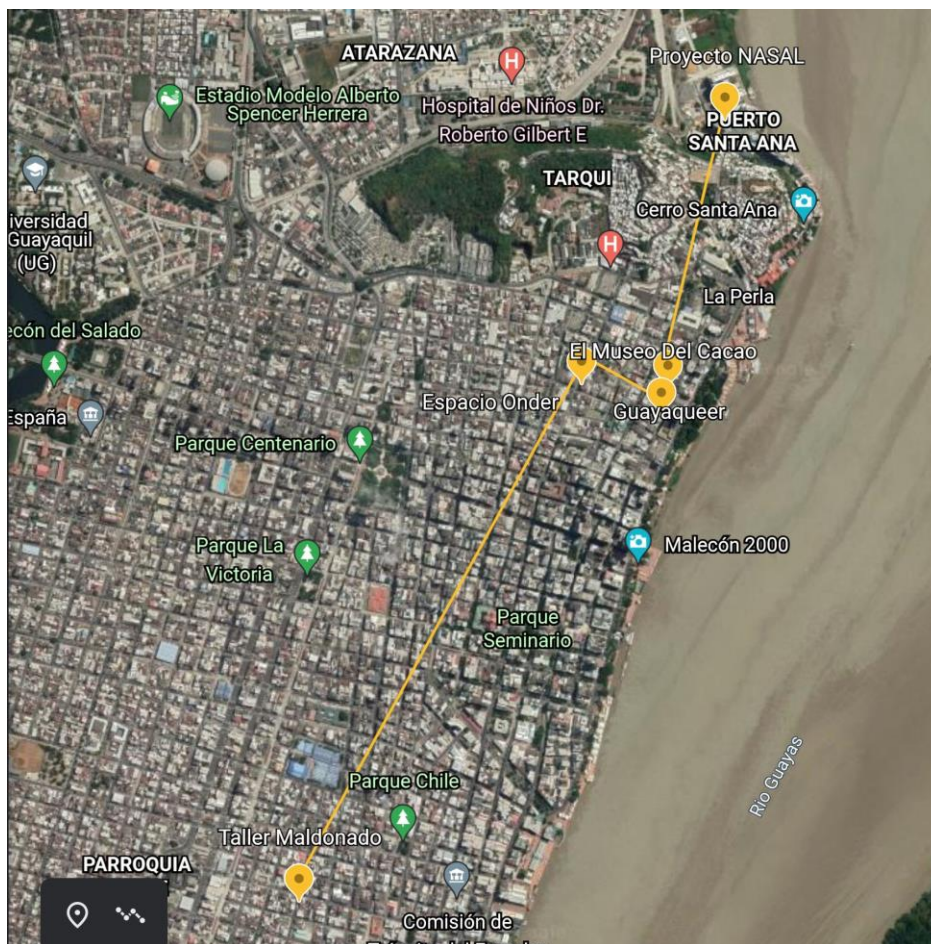 ATARAZANA
Proyecto NASAL
Estadio Modelo Alberto
Spencer Herrera
Hospital de Niños Dr.
Roberto Gilbert E
PUERTO
SANTA ANA
TARQUI
Cerro Santa Ana
iversidad
Guayaquil
(UG)
La Perla
ecón del Salado
El Museo Del Cacao
España
Espacio Onder
Guayaqueer
Parque Centenario
Parque La
Victoria
Malecón 2000
Parque
Seminario
Rio Guayas
Parque Chile
Taller Maldonado
PARROQUIA
Comisión de